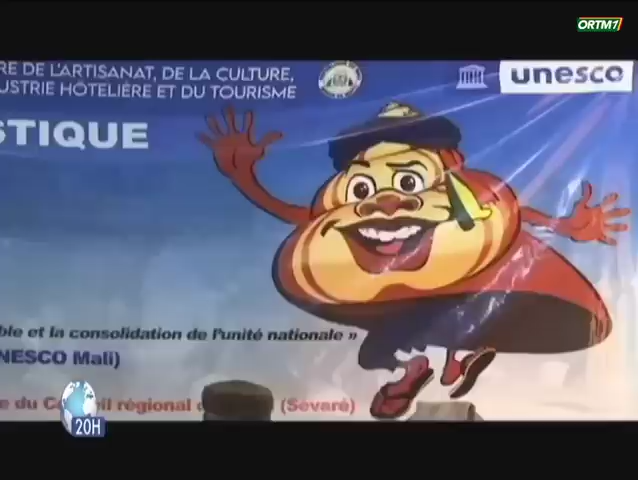 ORTM1
RE DE L'ARTISANAT, DE LA CULTURE,
USTRIE HÔTELIÈRE ET DU TOURISME
unesco
STIQUE
ble et la consolidation de l'unité nationale »
NESCO Mali)
e du C il régional (Sévaré)
20H